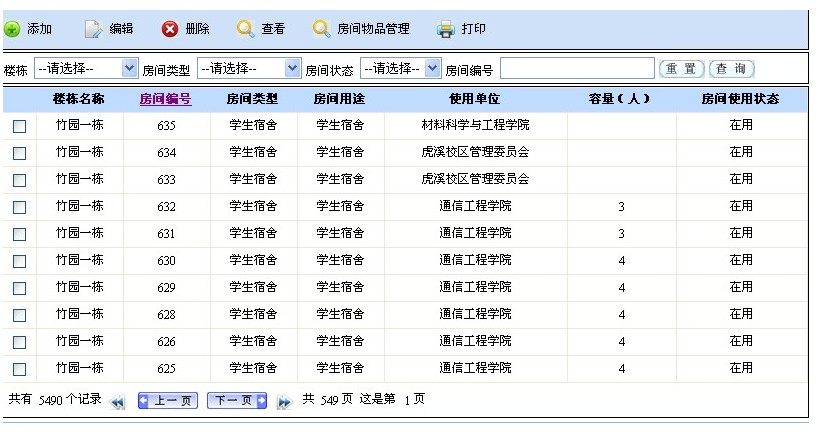 添加 编辑 删除 查看 房间物品管理 打印
楼栋 --请选择-- 房间类型 --请选择-- 房间状态 --请选择-- 房间编号 重 置 查 询
楼栋名称 房间编号 房间类型 房间用途 使用单位 容量（人） 房间使用状态
竹园一栋 635 学生宿舍 学生宿舍 材料科学与工程学院 在用
竹园一栋 634 学生宿舍 学生宿舍 虎溪校区管理委员会 在用
竹园一栋 633 学生宿舍 学生宿舍 虎溪校区管理委员会 在用
竹园一栋 632 学生宿舍 学生宿舍 通信工程学院 3 在用
竹园一栋 631 学生宿舍 学生宿舍 通信工程学院 3 在用
竹园一栋 630 学生宿舍 学生宿舍 通信工程学院 4 在用
竹园一栋 629 学生宿舍 学生宿舍 通信工程学院 4 在用
竹园一栋 628 学生宿舍 学生宿舍 通信工程学院 4 在用
竹园一栋 626 学生宿舍 学生宿舍 通信工程学院 4 在用
竹园一栋 625 学生宿舍 学生宿舍 通信工程学院 4 在用
共有 5490个记录 上一页 下一页 共 549页 这是第 1页